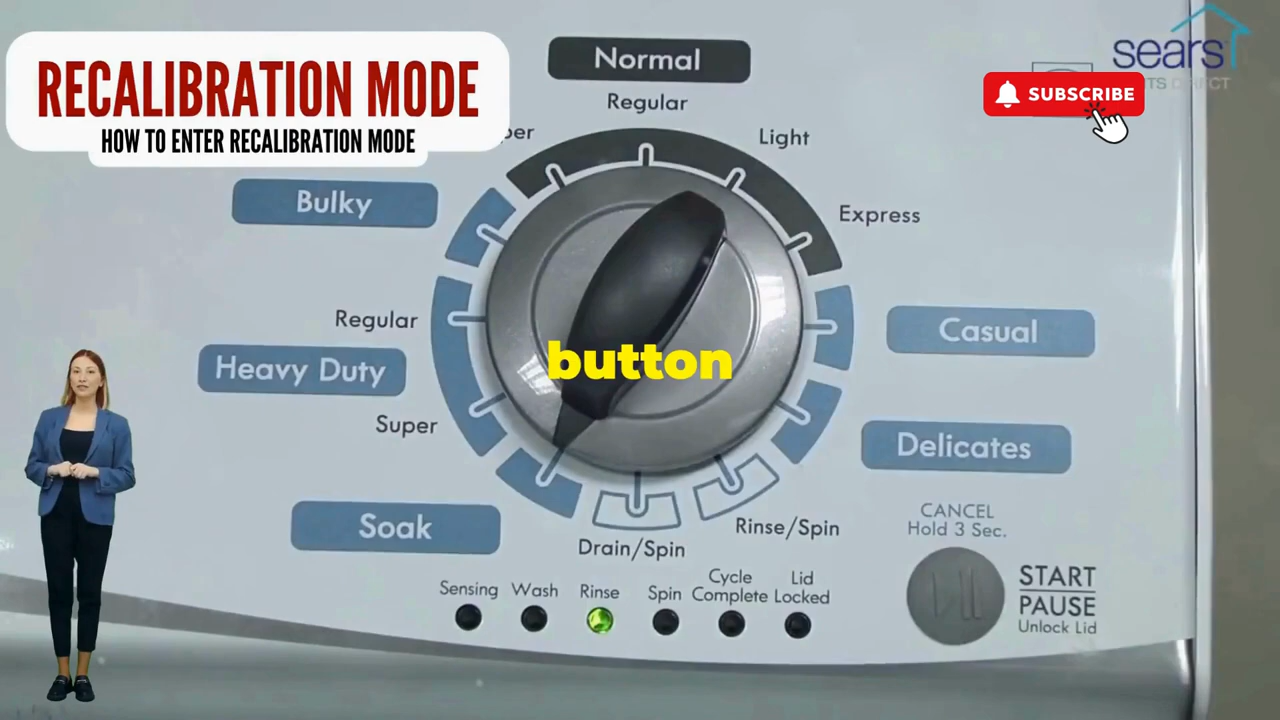 RECALIBRATION MODE
HOW TO ENTER RECALIBRATION MODE
sears
SUBSCRIBE
Normal
Regular
Light
Express
Bulky
Regular
Heavy Duty
Super
Casual
Delicates
Soak
Drain/Spin
Rinse/Spin
button
CANCEL
Hold 3 Sec.
Sensing
Wash
Rinse
Spin
Cycle
Complete
Lid
Locked
START
PAUSE
Unlock Lid